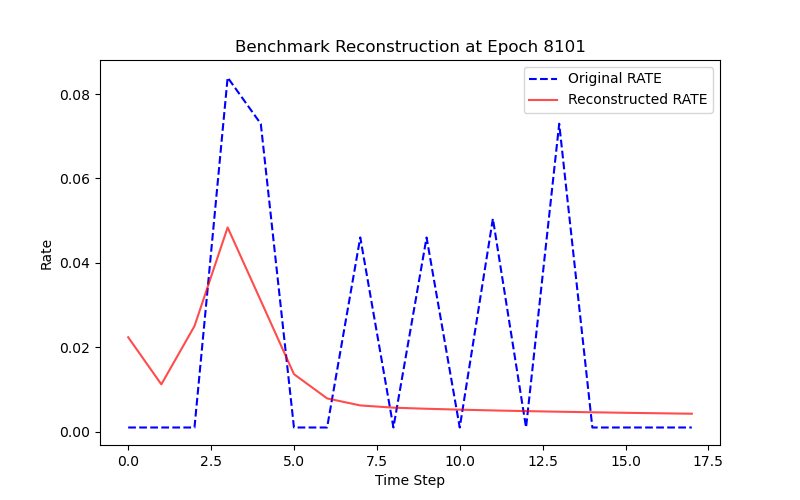 Benchmark Reconstruction at Epoch 8101
Original RATE
Reconstructed RATE
0.08
0.06
0.04
0.02
0.00
Rate
0.0 2.5 5.0 7.5 10.0 12.5 15.0 17.5
Time Step